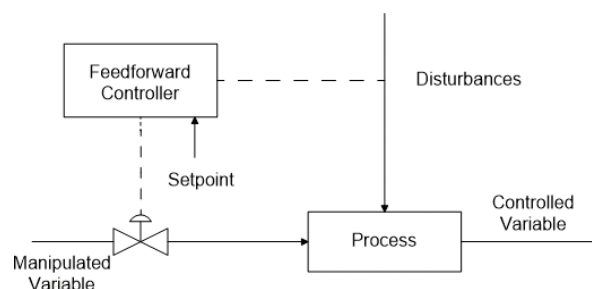 Feedforward
Controller
Disturbances
Setpoint
Controlled
Variable
Process
Manipulated
Variable